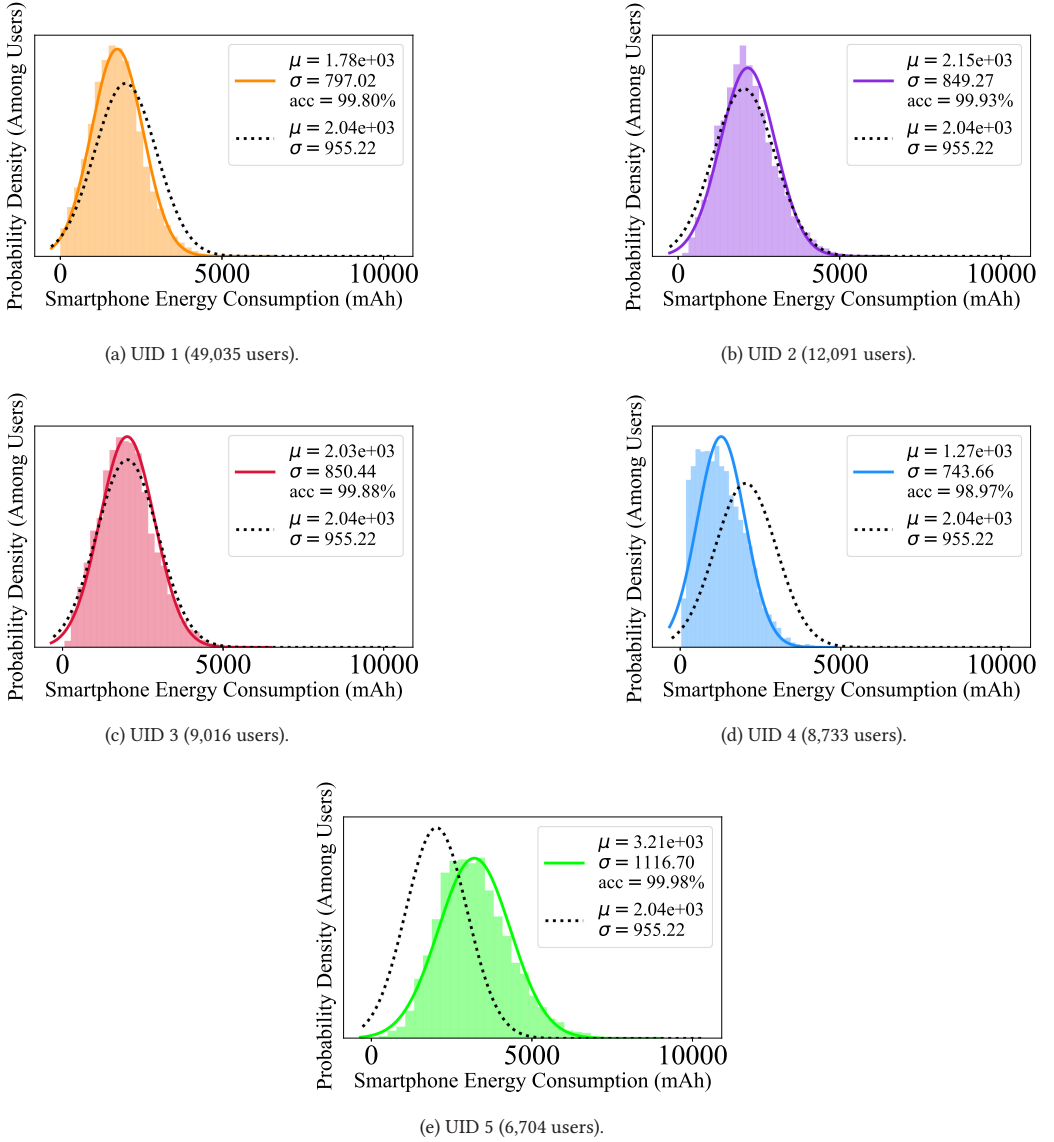 Probability Density (Among Users)
μ = 1.78e+03
σ = 797.02
acc = 99.80%
μ = 2.04e+03
σ = 955.22
0 5000 10000
Smartphone Energy Consumption (mAh)
(a) UID 1 (49,035 users).
Probability Density (Among Users)
μ = 2.15e+03
σ = 849.27
acc = 99.93%
μ = 2.04e+03
σ = 955.22
0 5000 10000
Smartphone Energy Consumption (mAh)
(b) UID 2 (12,091 users).
Probability Density (Among Users)
μ = 2.03e+03
σ = 850.44
acc = 99.88%
μ = 2.04e+03
σ = 955.22
0 5000 10000
Smartphone Energy Consumption (mAh)
(c) UID 3 (9,016 users).
Probability Density (Among Users)
μ = 1.27e+03
σ = 743.66
acc = 98.97%
μ = 2.04e+03
σ = 955.22
0 5000 10000
Smartphone Energy Consumption (mAh)
(d) UID 4 (8,733 users).
Probability Density (Among Users)
μ = 3.21e+03
σ = 1116.70
acc = 99.98%
μ = 2.04e+03
σ = 955.22
0 5000 10000
Smartphone Energy Consumption (mAh)
(e) UID 5 (6,704 users).